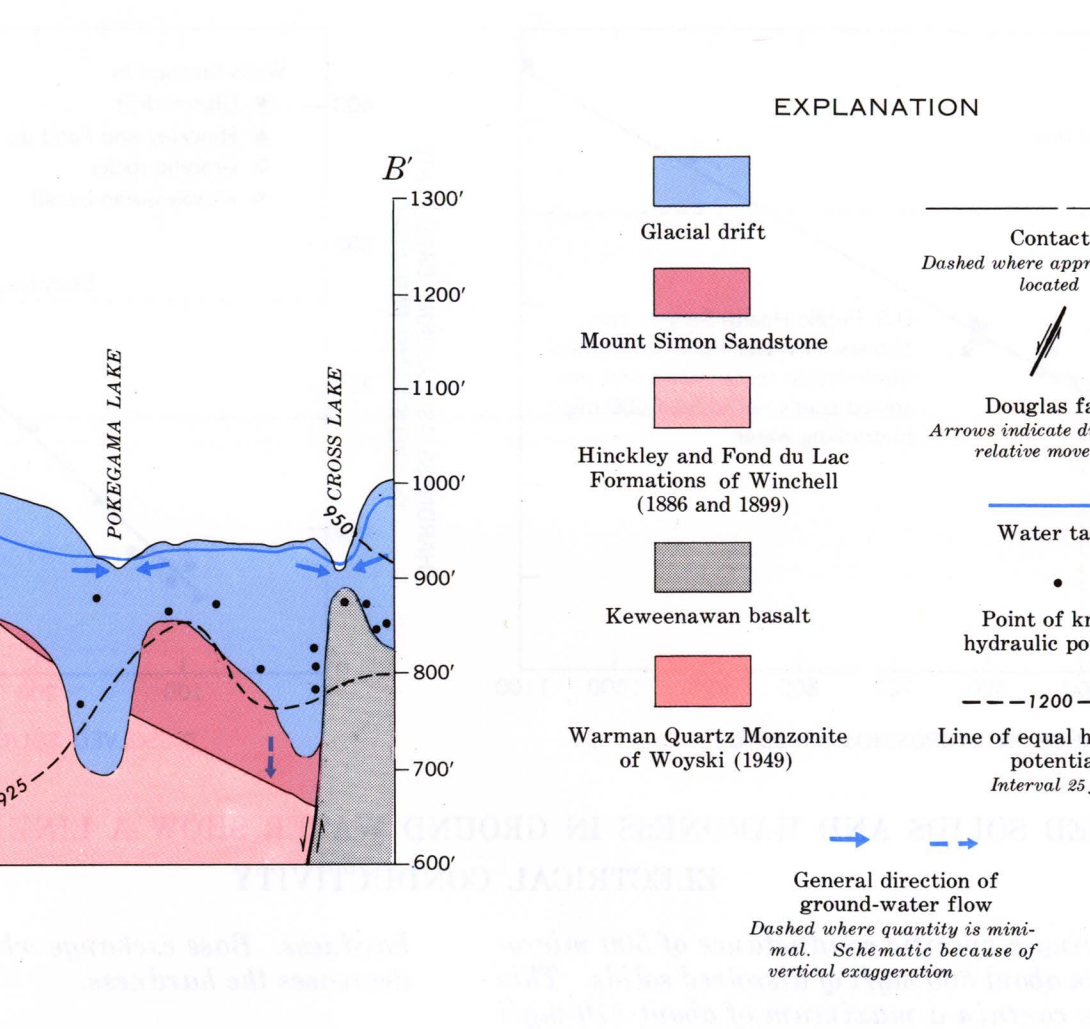 B′
1300′
1200′
1100′
1000′
900′
800′
700′
600′
POKEGAMA LAKE
CROSS LAKE
950′
925
EXPLANATION
Glacial drift
Mount Simon Sandstone
Hinckley and Fond du Lac
Formations of Winchell
(1886 and 1899)
Keweenawan basalt
Warman Quartz Monzonite
of Woyski (1949)
Contact
Dashed where appr
located
Douglas fa
Arrows indicate d
relative move
Water ta
Point of kn
hydraulic po
1200
Line of equal h
potentia
Interval 25
General direction of
ground-water flow
Dashed where quantity is mini-
mal. Schematic because of
vertical exaggeration